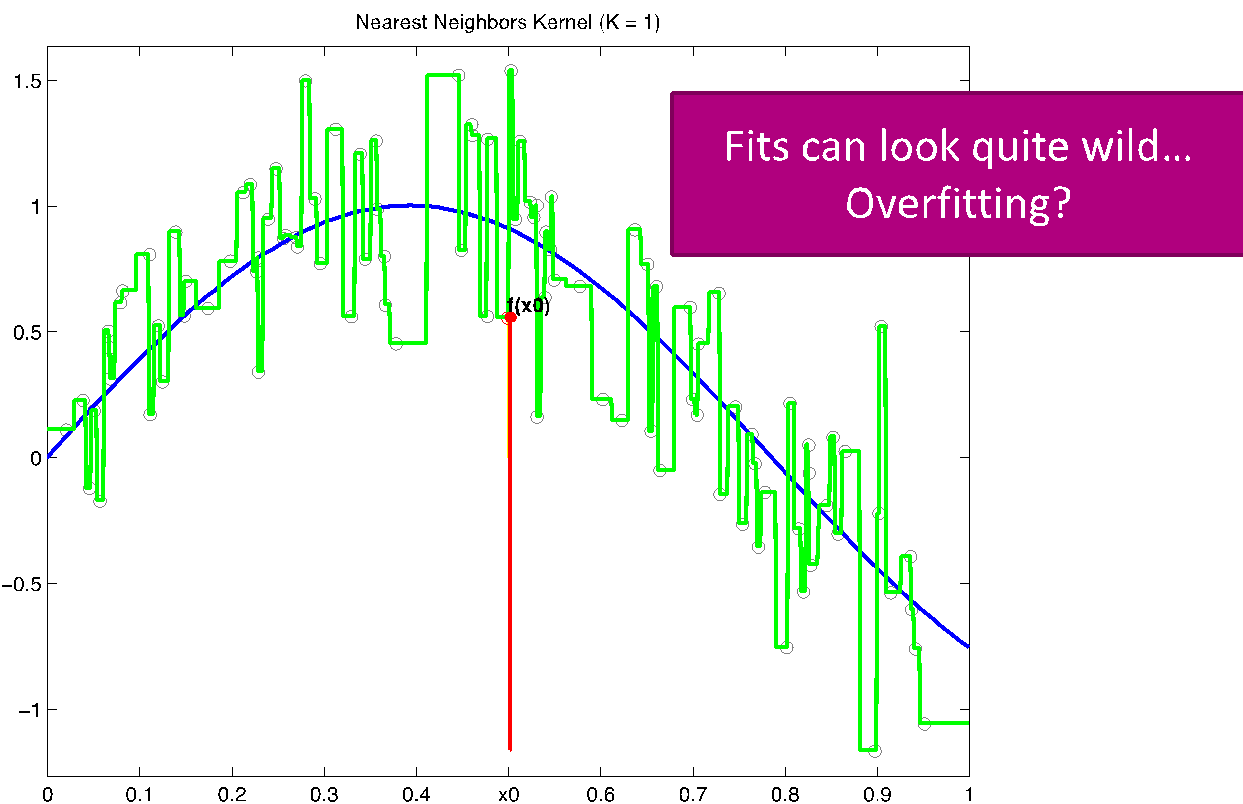 Nearest Neighbors Kernel (K = 1)
Fits can look quite wild…
Overfitting?
1.5
1
0.5
0
−0.5
−1
f(x0)
0 0.1 0.2 0.3 0.4 x0 0.6 0.7 0.8 0.9 1